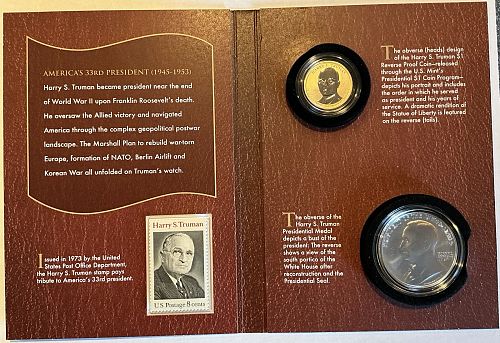 AMERICA'S 33RD PRESIDENT (1945-1953)
Harry S. Truman became president near the end
of World War II upon Franklin Roosevelt's death.
He oversaw the Allied victory and navigated
America through the complex geopolitical postwar
landscape. The Marshall Plan to rebuild wartorn
Europe, formation of NATO, Berlin Airlift and
Korean War all unfolded on Truman's watch.
Issued in 1973 by the United
States Post Office Department,
the Harry S. Truman stamp pays
tribute to America's 33rd president.
Harry S. Truman
U.S. Postage 8 cents
The obverse (heads) design
of the Harry S. Truman $1
Reverse Proof Coin—released
through the U.S. Mint's
Presidential $1 Coin Program—
depicts his portrait and includes
the order in which he served
as president and his years of
service. A dramatic rendition of
the Statue of Liberty is featured
on the reverse (tails).
The obverse of the
Harry S. Truman
Presidential Medal
depicts a bust of the
president; The reverse
shows a view of the
south portico of the
White House after
reconstruction and the
Presidential Seal.